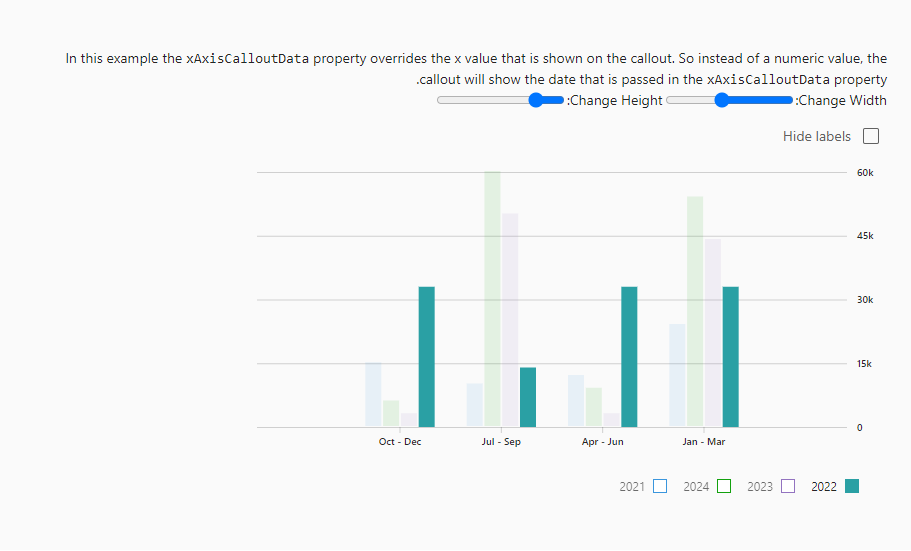 In this example the xAxisCalloutData property overrides the x value that is shown on the callout. So instead of a numeric value, the
callout will show the date that is passed in the xAxisCalloutData property.
Change Width: Change Height:
Hide labels
60k
45k
30k
15k
0
Jan - Mar Apr - Jun Jul - Sep Oct - Dec
2022 2023 2024 2021